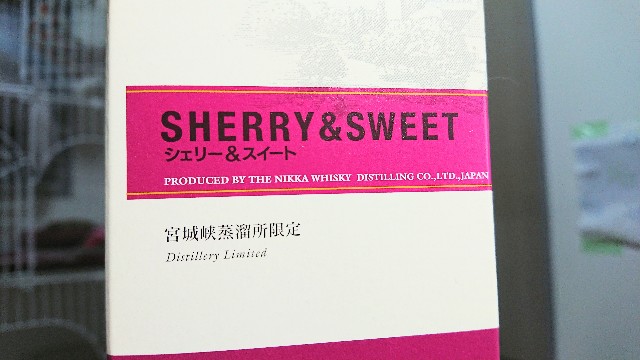 SHERRY&SWEET
シェリー&スイート
PRODUCED BY THE NIKKA WHISKY DISTILLING CO.,LTD.,JAPAN
宮城峡蒸溜所限定
Distillery Limited